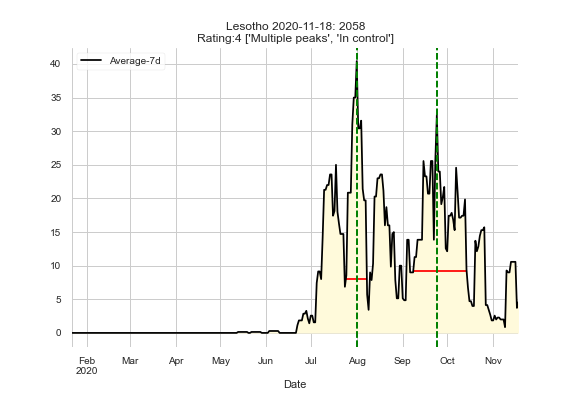 Lesotho 2020-11-18: 2058
Rating:4 ['Multiple peaks', 'In control']
Average-7d
40
35
30
25
20
15
10
5
0
Feb Mar Apr May Jun Jul Aug Sep Oct Nov
2020
Date